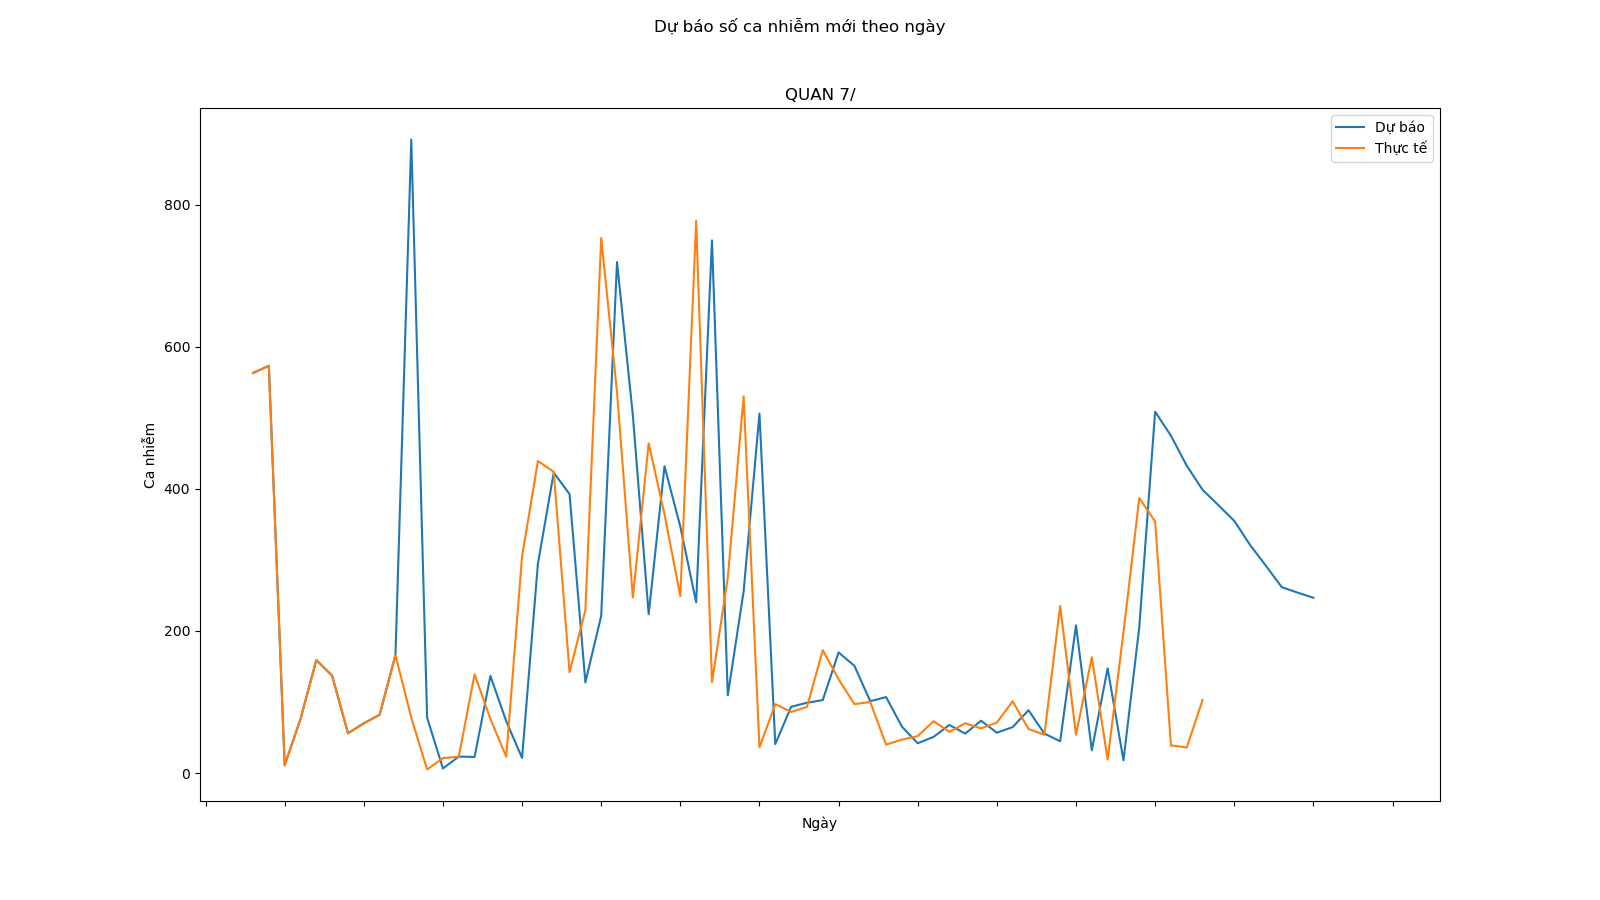 Dự báo số ca nhiễm mới theo ngày
QUAN 7/
Dự báo
Thực tế
800
600
400
200
0
Ca nhiễm
Ngày